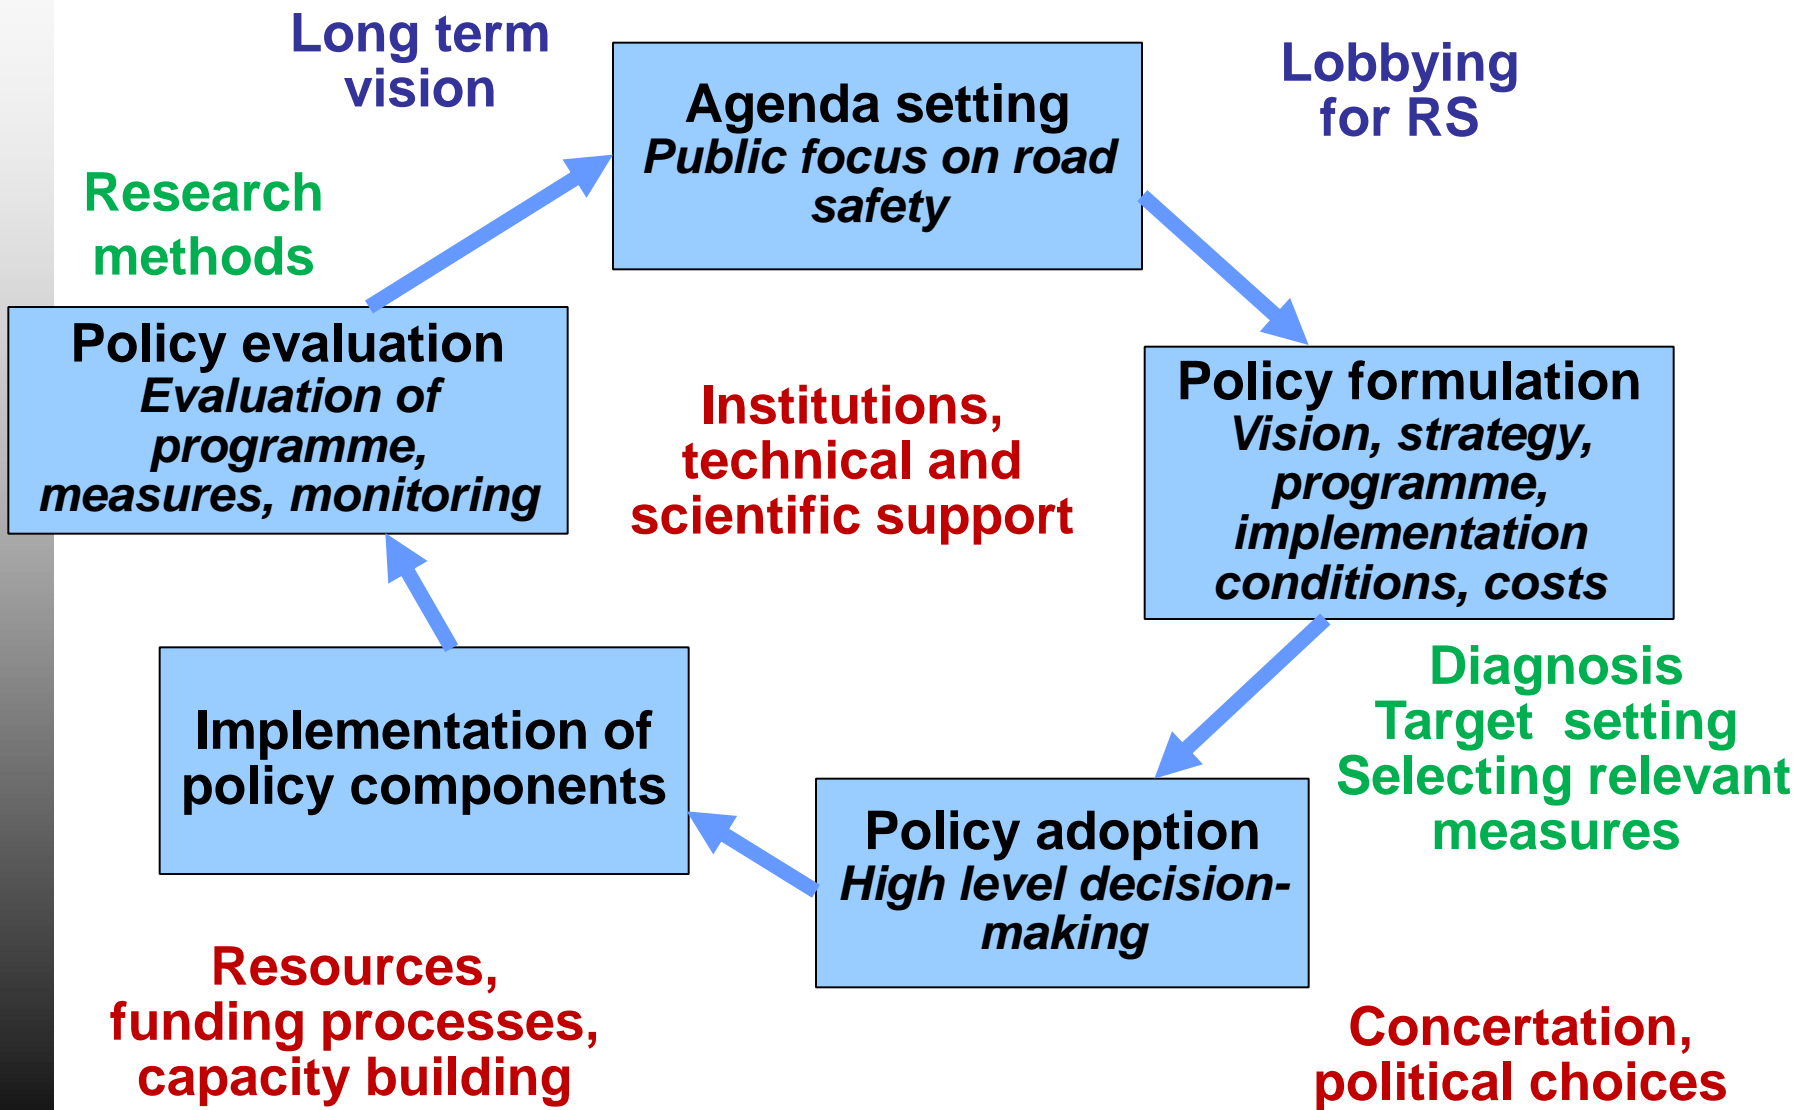 Long term
vision
Agenda setting
Public focus on road
safety
Lobbying
for RS
Research
methods
Policy evaluation
Evaluation of
programme,
measures, monitoring
Institutions,
technical and
scientific support
Policy formulation
Vision, strategy,
programme,
implementation
conditions, costs
Diagnosis
Target  setting
Selecting relevant
measures
Implementation of
policy components
Policy adoption
High level decision-
making
Resources,
funding processes,
capacity building
Concertation,
political choices